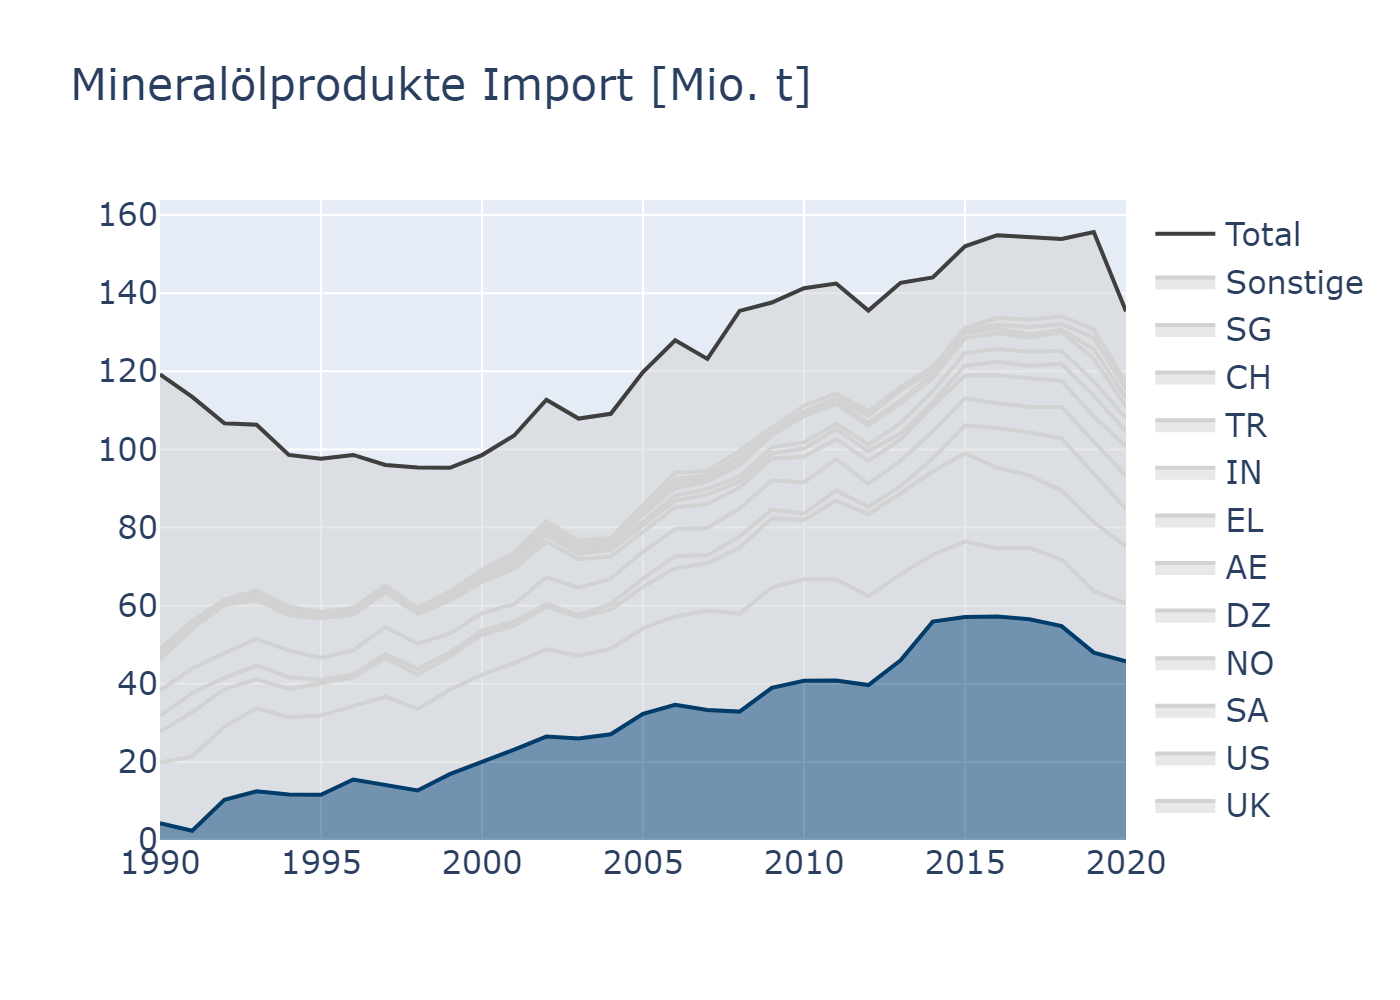 Mineralölprodukte Import [Mio. t]
160
140
120
100
80
60
40
20
0
1990 1995 2000 2005 2010 2015 2020
Total
Sonstige
SG
CH
TR
IN
EL
AE
DZ
NO
SA
US
UK